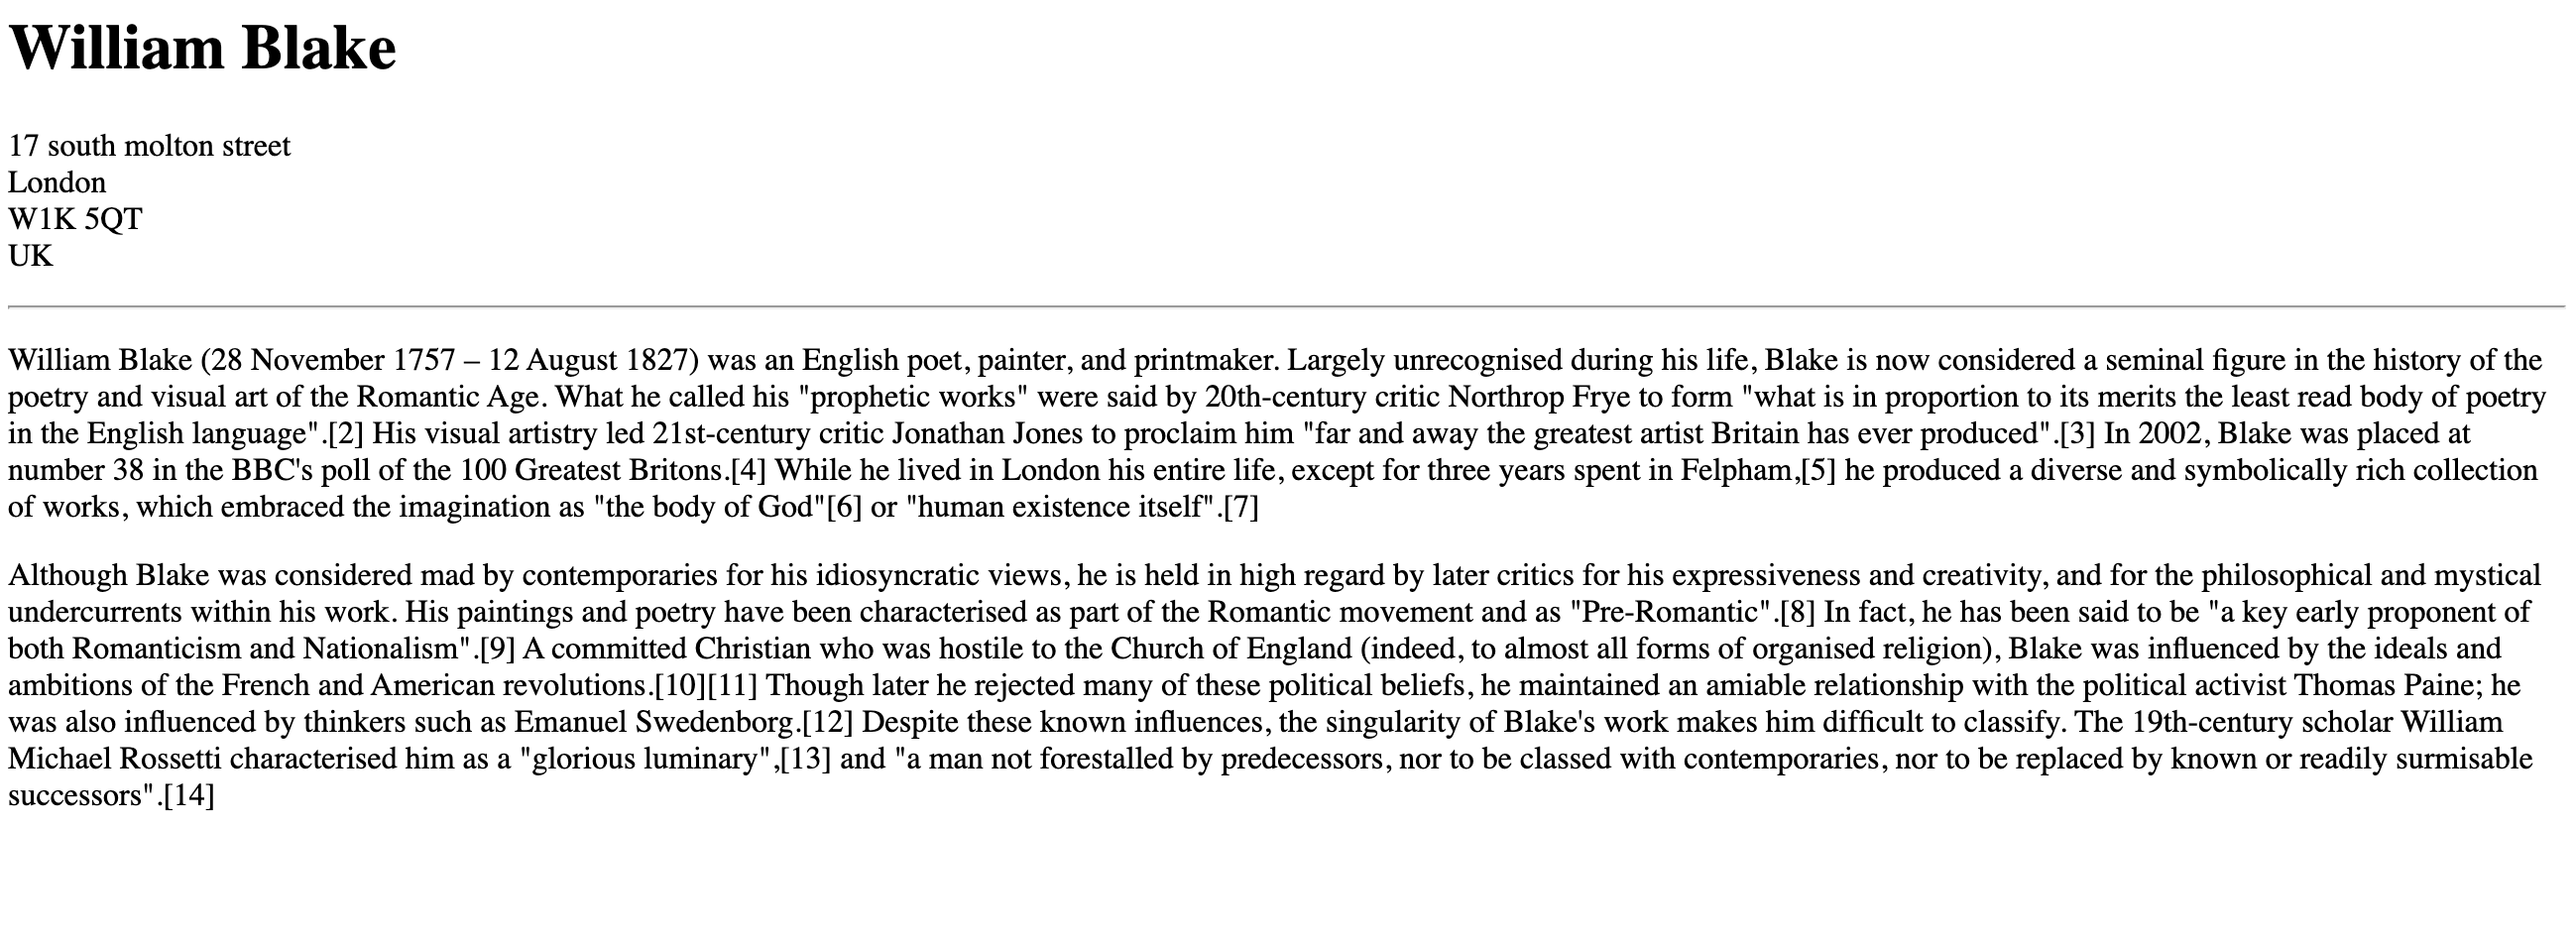 William Blake
17 south molton street
London
W1K 5QT
UK
William Blake (28 November 1757 – 12 August 1827) was an English poet, painter, and printmaker. Largely unrecognised during his life, Blake is now considered a seminal figure in the history of the
poetry and visual art of the Romantic Age. What he called his "prophetic works" were said by 20th-century critic Northrop Frye to form "what is in proportion to its merits the least read body of poetry
in the English language".[2] His visual artistry led 21st-century critic Jonathan Jones to proclaim him "far and away the greatest artist Britain has ever produced".[3] In 2002, Blake was placed at
number 38 in the BBC's poll of the 100 Greatest Britons.[4] While he lived in London his entire life, except for three years spent in Felpham,[5] he produced a diverse and symbolically rich collection
of works, which embraced the imagination as "the body of God"[6] or "human existence itself".[7]
Although Blake was considered mad by contemporaries for his idiosyncratic views, he is held in high regard by later critics for his expressiveness and creativity, and for the philosophical and mystical
undercurrents within his work. His paintings and poetry have been characterised as part of the Romantic movement and as "Pre-Romantic".[8] In fact, he has been said to be "a key early proponent of
both Romanticism and Nationalism".[9] A committed Christian who was hostile to the Church of England (indeed, to almost all forms of organised religion), Blake was influenced by the ideals and
ambitions of the French and American revolutions.[10][11] Though later he rejected many of these political beliefs, he maintained an amiable relationship with the political activist Thomas Paine; he
was also influenced by thinkers such as Emanuel Swedenborg.[12] Despite these known influences, the singularity of Blake's work makes him difficult to classify. The 19th-century scholar William
Michael Rossetti characterised him as a "glorious luminary",[13] and "a man not forestalled by predecessors, nor to be classed with contemporaries, nor to be replaced by known or readily surmisable
successors".[14]